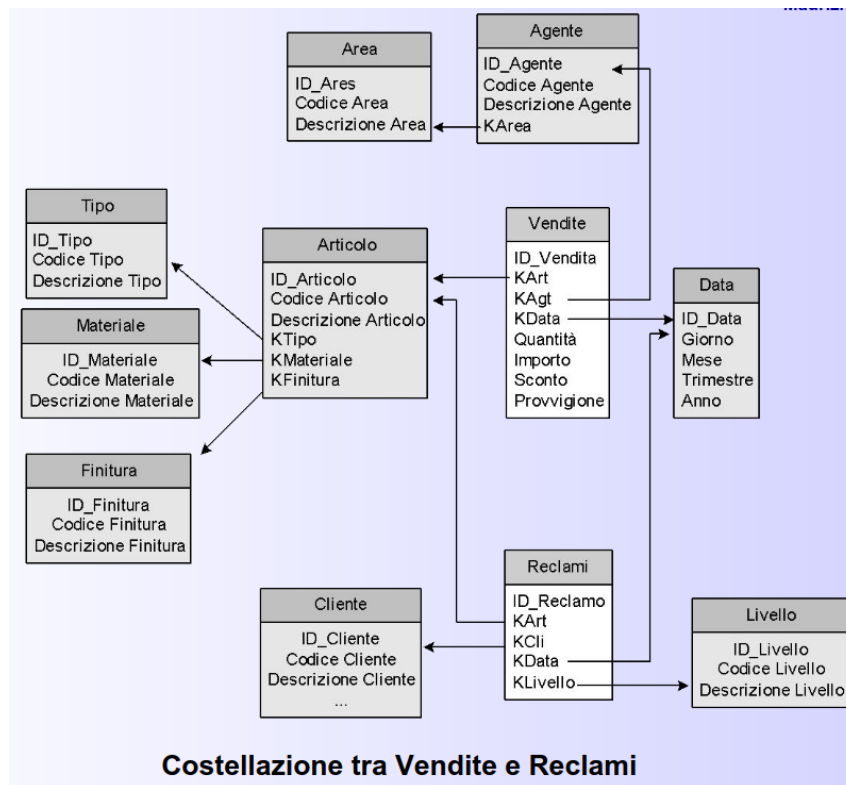 Area
ID_Ares
Codice Area
Descrizione Area
Agente
ID_Agente
Codice Agente
Descrizione Agente
KArea
Tipo
ID_Tipo
Codice Tipo
Descrizione Tipo
Articolo
ID_Articolo
Codice Articolo
Descrizione Articolo
KTipo
KMateriale
KFinitura
Vendite
ID_Vendita
KArt
KAgt
KData
Quantità
Importo
Sconto
Provvigione
Data
ID_Data
Giorno
Mese
Trimestre
Anno
Materiale
ID_Materiale
Codice Materiale
Descrizione Materiale
Finitura
ID_Finitura
Codice Finitura
Descrizione Finitura
Cliente
ID_Cliente
Codice Cliente
Descrizione Cliente
...
Reclami
ID_Reclamo
KArt
KCli
KData
KLivello
Livello
ID_Livello
Codice Livello
Descrizione Livello
Costellazione tra Vendite e Reclami